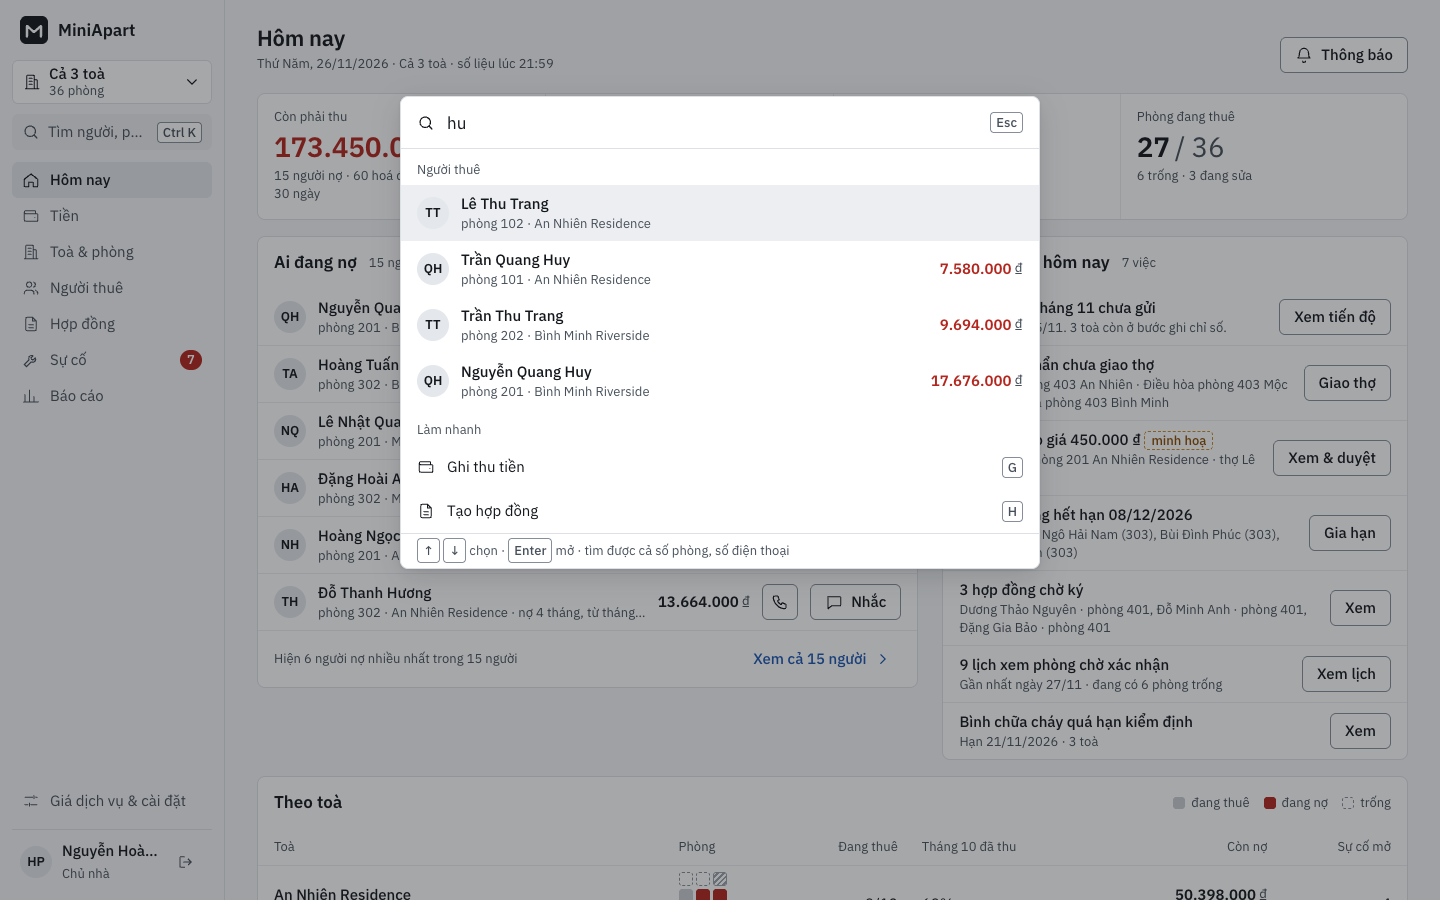 MiniApart
Cả 3 toà
36 phòng
Tìm người, p... Ctrl K
Hôm nay
Tiền
Toà & phòng
Người thuê
Hợp đồng
Sự cố 7
Báo cáo
Giá dịch vụ & cài đặt
HP Nguyễn Hoà...
Chủ nhà
Hôm nay
Thứ Năm, 26/11/2026 · Cả 3 toà · số liệu lúc 21:59
Thông báo
Còn phải thu
173.450.0
15 người nợ · 60 hoá
30 ngày
Phòng đang thuê
27 / 36
6 trống · 3 đang sửa
hu Esc
Người thuê
TT Lê Thu Trang
phòng 102 · An Nhiên Residence
QH Trần Quang Huy 7.580.000 ₫
phòng 101 · An Nhiên Residence
TT Trần Thu Trang 9.694.000 ₫
phòng 202 · Bình Minh Riverside
QH Nguyễn Quang Huy 17.676.000 ₫
phòng 201 · Bình Minh Riverside
Làm nhanh
Ghi thu tiền G
Tạo hợp đồng H
↑ ↓ chọn · Enter mở · tìm được cả số phòng, số điện thoại
Ai đang nợ 15 ng
QH Nguyễn Qua
phòng 201 · B
TA Hoàng Tuấn
phòng 302 · B
NQ Lê Nhật Qua
phòng 201 · M
HA Đặng Hoài A
phòng 302 · M
NH Hoàng Ngọc
phòng 201 · A
TH Đỗ Thanh Hương
phòng 302 · An Nhiên Residence · nợ 4 tháng, từ tháng...
13.664.000 ₫ Nhắc
Hiện 6 người nợ nhiều nhất trong 15 người Xem cả 15 người
hôm nay 7 việc
háng 11 chưa gửi
/11. 3 toà còn ở bước ghi chỉ số.
Xem tiến độ
ẩn chưa giao thợ
g 403 An Nhiên · Điều hòa phòng 403 Mộc
phòng 403 Bình Minh
Giao thợ
giá 450.000 ₫ minh hoạ
òng 201 An Nhiên Residence · thợ Lê
Xem & duyệt
g hết hạn 08/12/2026
Ngô Hải Nam (303), Bùi Đình Phúc (303),
n (303)
Gia hạn
3 hợp đồng chờ ký
Dương Thảo Nguyên · phòng 401, Đỗ Minh Anh · phòng 401,
Đặng Gia Bảo · phòng 401
Xem
9 lịch xem phòng chờ xác nhận
Gần nhất ngày 27/11 · đang có 6 phòng trống
Xem lịch
Bình chữa cháy quá hạn kiểm định
Hạn 21/11/2026 · 3 toà
Xem
Theo toà
đang thuê đang nợ trống
Toà Phòng Đang thuê Tháng 10 đã thu Còn nợ Sự cố mở
An Nhiên Residence 50.398.000 ₫